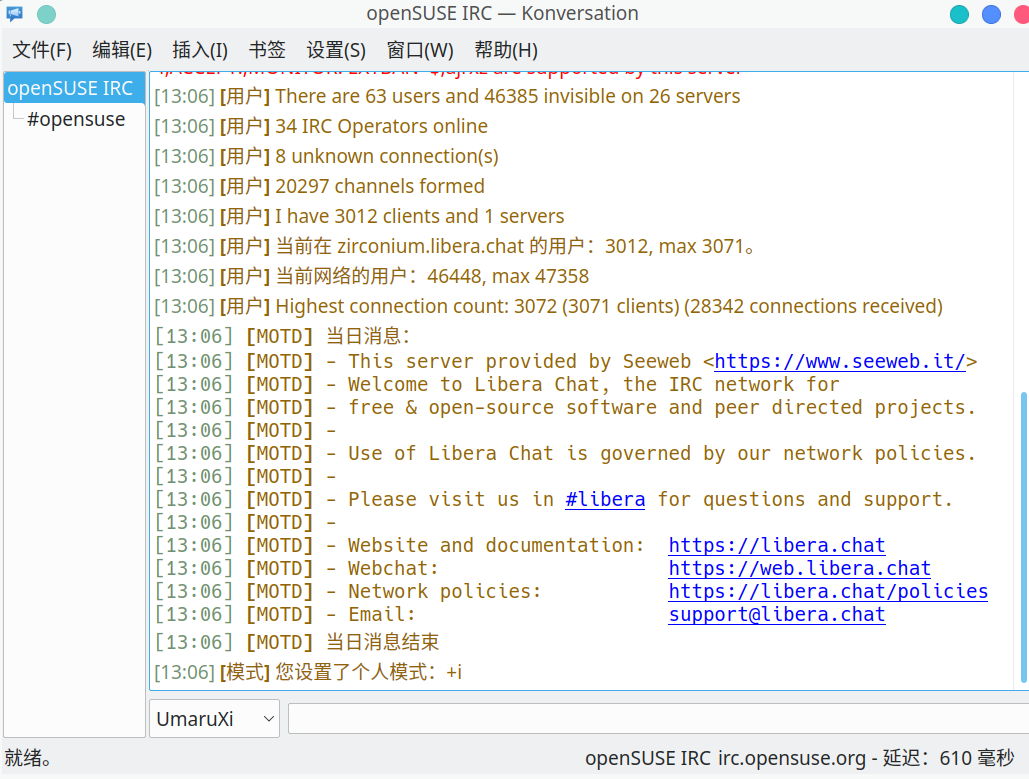 openSUSE IRC — Konversation
文件(F) 编辑(E) 插入(I) 书签 设置(S) 窗口(W) 帮助(H)
openSUSE IRC
#opensuse
are supported by this server
[13:06] [用户] There are 63 users and 46385 invisible on 26 servers
[13:06] [用户] 34 IRC Operators online
[13:06] [用户] 8 unknown connection(s)
[13:06] [用户] 20297 channels formed
[13:06] [用户] I have 3012 clients and 1 servers
[13:06] [用户] 当前在 zirconium.libera.chat 的用户：3012, max 3071。
[13:06] [用户] 当前网络的用户：46448, max 47358
[13:06] [用户] Highest connection count: 3072 (3071 clients) (28342 connections received)
[13:06] [MOTD] 当日消息：
[13:06] [MOTD] - This server provided by Seeweb <https://www.seeweb.it/>
[13:06] [MOTD] - Welcome to Libera Chat, the IRC network for
[13:06] [MOTD] - free & open-source software and peer directed projects.
[13:06] [MOTD] -
[13:06] [MOTD] - Use of Libera Chat is governed by our network policies.
[13:06] [MOTD] -
[13:06] [MOTD] - Please visit us in #libera for questions and support.
[13:06] [MOTD] -
[13:06] [MOTD] - Website and documentation: https://libera.chat
[13:06] [MOTD] - Webchat: https://web.libera.chat
[13:06] [MOTD] - Network policies: https://libera.chat/policies
[13:06] [MOTD] - Email: support@libera.chat
[13:06] [MOTD] 当日消息结束
[13:06] [模式] 您设置了个人模式：+i
UmaruXi
就绪。
openSUSE IRC irc.opensuse.org - 延迟：610 毫秒